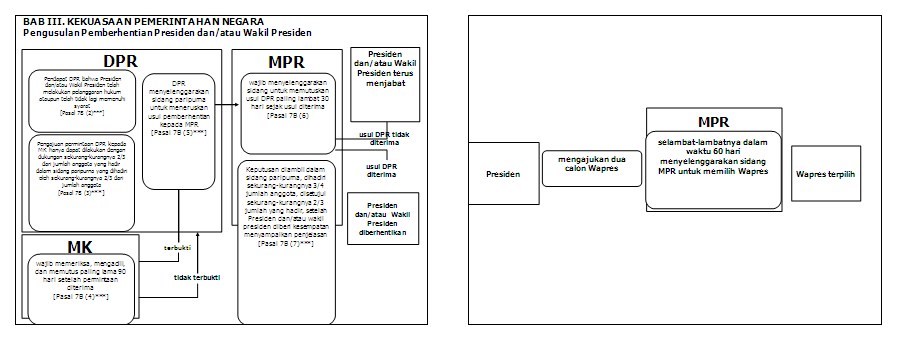 BAB III. KEKUASAAN PEMERINTAHAN NEGARA
Pengusulan Pemberhentian Presiden dan/atau Wakil Presiden
DPR
Pendapat DPR bahwa Presiden
dan/atau Wakil Presiden telah
melakukan pelanggaran hukum
ataupun telah tidak lagi memenuhi
syarat
[Pasal 7B (2)***]
Pengajuan permintaan DPR kepada
MK hanya dapat dilakukan dengan
dukungan sekurang-kurangnya 2/3
dari jumlah anggota yang hadir
dalam sidang paripurna yang dihadiri
oleh sekurang-kurangnya 2/3 dari
jumlah anggota
[Pasal 7B (3)***]
DPR
menyelenggarakan
sidang paripurna
untuk meneruskan
usul pemberhentian
kepada MPR
[Pasal 7B (5)***]
MK
wajib memeriksa, mengadili,
dan memutus paling lama 90
hari setelah permintaan
diterima
[Pasal 7B (4)***]
terbukti
tidak terbukti
MPR
wajib menyelenggarakan
sidang untuk memutuskan
usul DPR paling lambat 30
hari sejak usul diterima
[Pasal 7B (6)
Keputusan diambil dalam
sidang paripurna, dihadiri
sekurang-kurangnya 3/4
jumlah anggota, disetujui
sekurang-kurangnya 2/3
jumlah yang hadir, setelah
Presiden dan/atau wakil
presiden diberi kesempatan
menyampaikan penjelasan
[Pasal 7B (7)***]
Presiden
dan/atau Wakil
Presiden terus
menjabat
usul DPR tidak
diterima
usul DPR
diterima
Presiden
dan/atau Wakil
Presiden
diberhentikan
Presiden
mengajukan dua
calon Wapres
MPR
selambat-lambatnya dalam
waktu 60 hari
menyelenggarakan sidang
MPR untuk memilih Wapres
Wapres terpilih